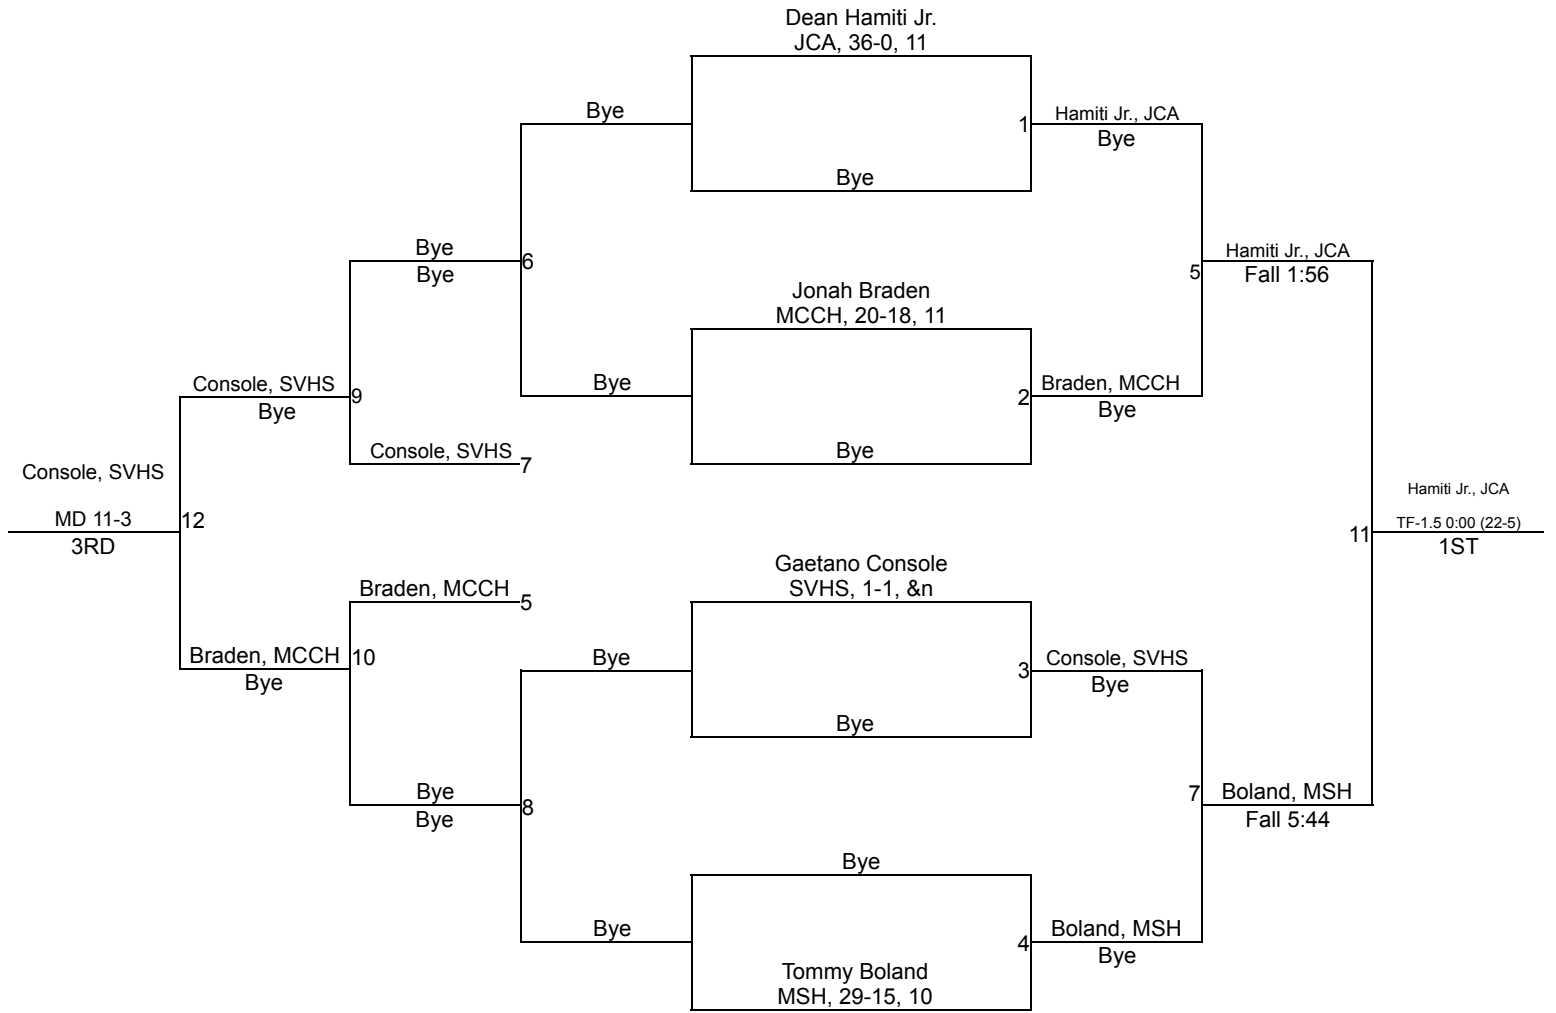 Dean Hamiti Jr.
JCA, 36-0, 11
Bye
1
Hamiti Jr., JCA
Bye
Bye
Bye
6
Bye
Hamiti Jr., JCA
5
Fall 1:56
Jonah Braden
MCCH, 20-18, 11
Console, SVHS
9
Bye
Bye
2
Braden, MCCH
Bye
Console, SVHS
7
Bye
Console, SVHS
MD 11-3
12
3RD
Hamiti Jr., JCA
TF-1.5 0:00 (22-5)
11
1ST
Gaetano Console
SVHS, 1-1, &n
Braden, MCCH
5
Braden, MCCH
10
Bye
Bye
3
Console, SVHS
Bye
Bye
Bye
8
Bye
7
Boland, MSH
Fall 5:44
Bye
Bye
4
Boland, MSH
Bye
Tommy Boland
MSH, 29-15, 10